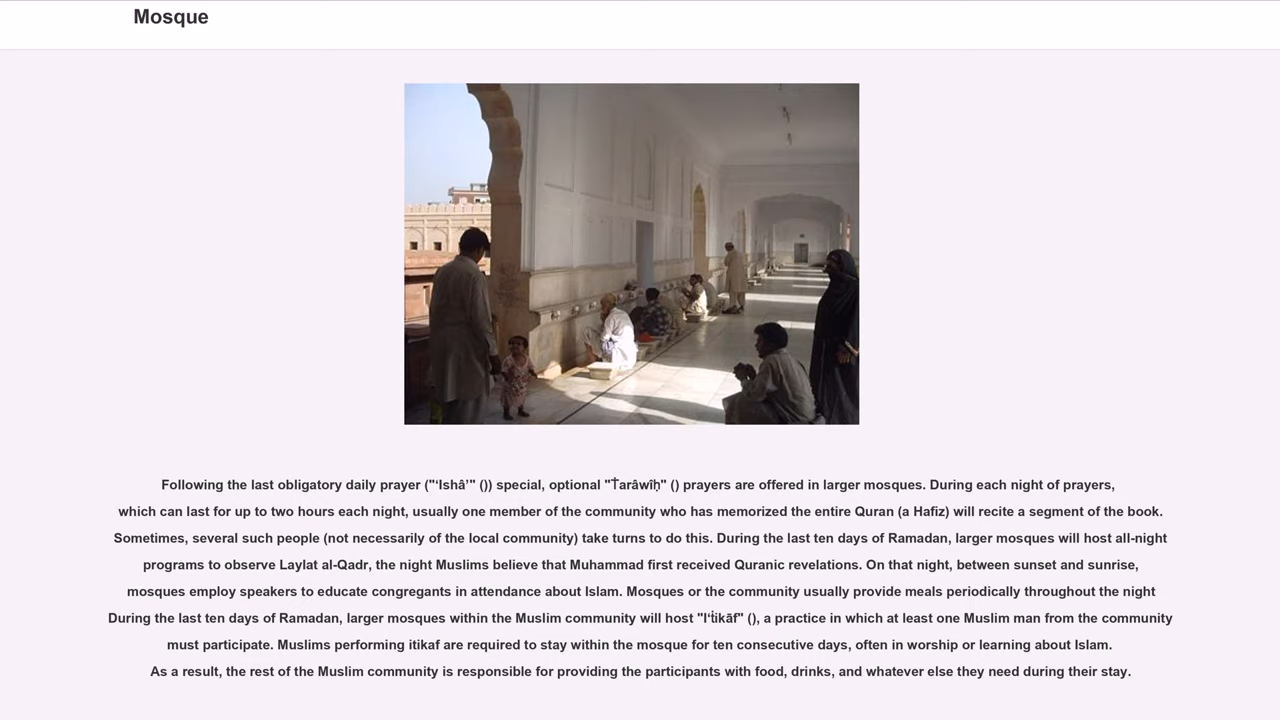 Mosque
Following the last obligatory daily prayer ("‘Ishâ’" ()) special, optional "Ṫarâwîḥ" () prayers are offered in larger mosques. During each night of prayers,
which can last for up to two hours each night, usually one member of the community who has memorized the entire Quran (a Hafiz) will recite a segment of the book.
Sometimes, several such people (not necessarily of the local community) take turns to do this. During the last ten days of Ramadan, larger mosques will host all-night
programs to observe Laylat al-Qadr, the night Muslims believe that Muhammad first received Quranic revelations. On that night, between sunset and sunrise,
mosques employ speakers to educate congregants in attendance about Islam. Mosques or the community usually provide meals periodically throughout the night
During the last ten days of Ramadan, larger mosques within the Muslim community will host "I‘ṫikāf" (), a practice in which at least one Muslim man from the community
must participate. Muslims performing itikaf are required to stay within the mosque for ten consecutive days, often in worship or learning about Islam.
As a result, the rest of the Muslim community is responsible for providing the participants with food, drinks, and whatever else they need during their stay.